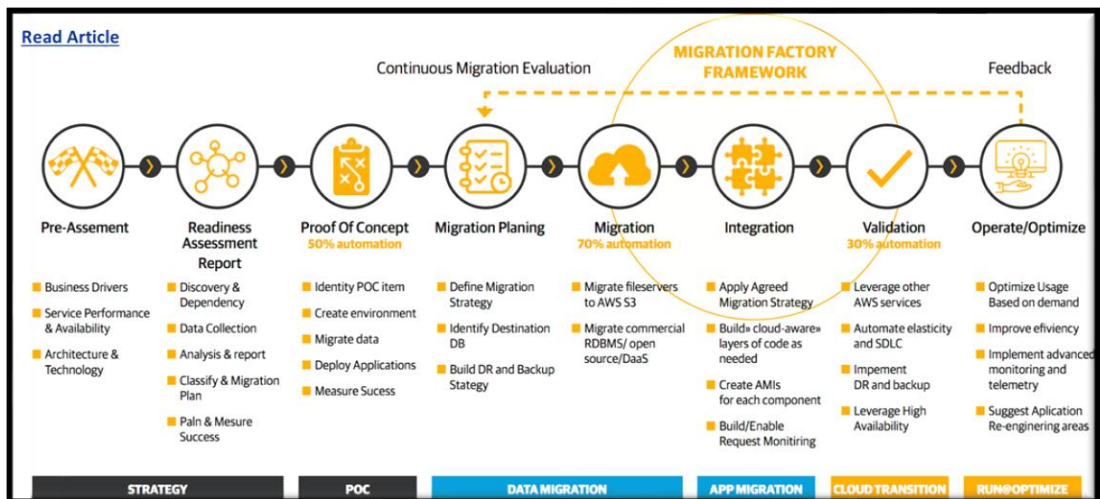 Read Article
MIGRATION FACTORY
FRAMEWORK
Continuous Migration Evaluation
Feedback
Pre-Assement
Readiness
Assessment
Report
Proof Of Concept
50% automation
Migration Planing
Migration
70% automation
Integration
Validation
30% automation
Operate/Optimize
Business Drivers
Service Performance
& Availability
Architecture &
Technology
Discovery &
Dependency
Data Collection
Analysis & report
Classify & Migration
Plan
Paln & Mesure
Success
Identity POC item
Create environment
Migrate data
Deploy Applications
Measure Sucess
Define Migration
Strategy
Identify Destination
DB
Build DR and Backup
Stategy
Migrate fileservers
to AWS S3
Migrate commercial
RDBMS/ open
source/DaaS
Apply Agreed
Migration Strategy
Build» cloud-aware»
layers of code as
needed
Create AMIs
for each component
Build/Enable
Request Monitiring
Leverage other
AWS services
Automate elasticity
and SDLC
Impement
DR and backup
Leverage High
Availability
Optimize Usage
Based on demand
Improve efiviency
Implement advanced
monitoring and
telemetry
Suggest Aplication
Re-enginering areas
STRATEGY
POC
DATA MIGRATION
APP MIGRATION
CLOUD TRANSITION
RUN@OPTIMIZE